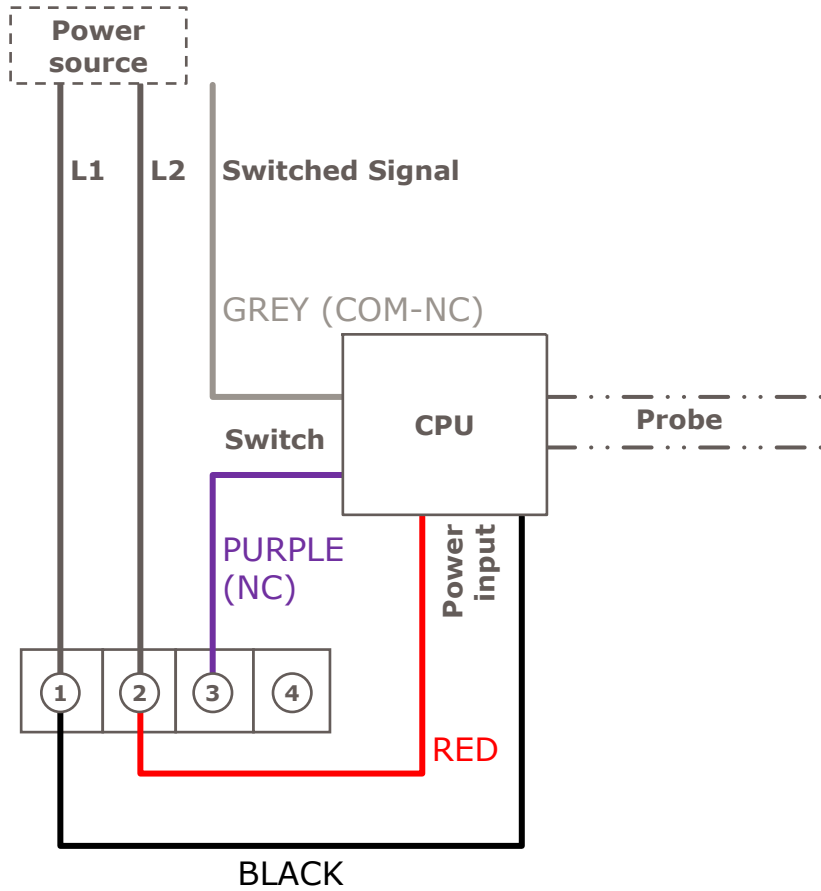 Power
source
L1
L2
Switched Signal
GREY (COM-NC)
CPU
Probe
Switch
PURPLE
(NC)
Power
input
1
2
3
4
RED
BLACK